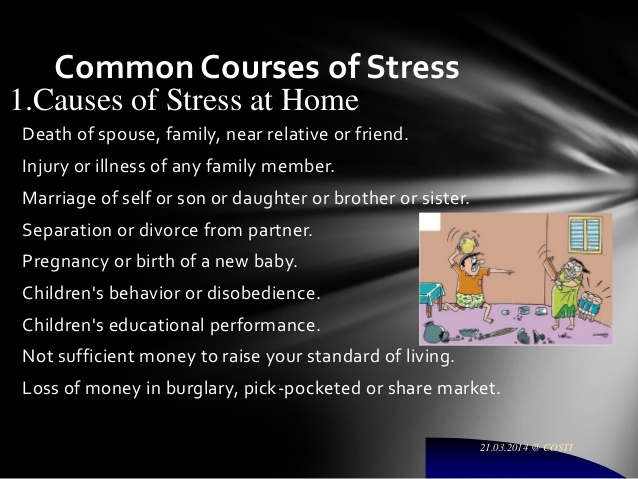 Common Courses of Stress
1.Causes of Stress at Home
Death of spouse, family, near relative or friend.
Injury or illness of any family member.
Marriage of self or son or daughter or brother or sister.
Separation or divorce from partner.
Pregnancy or birth of a new baby.
Children's behavior or disobedience.
Children's educational performance.
Not sufficient money to raise your standard of living.
Loss of money in burglary, pick-pocketed or share market.
21.03.2014 @ COSTI